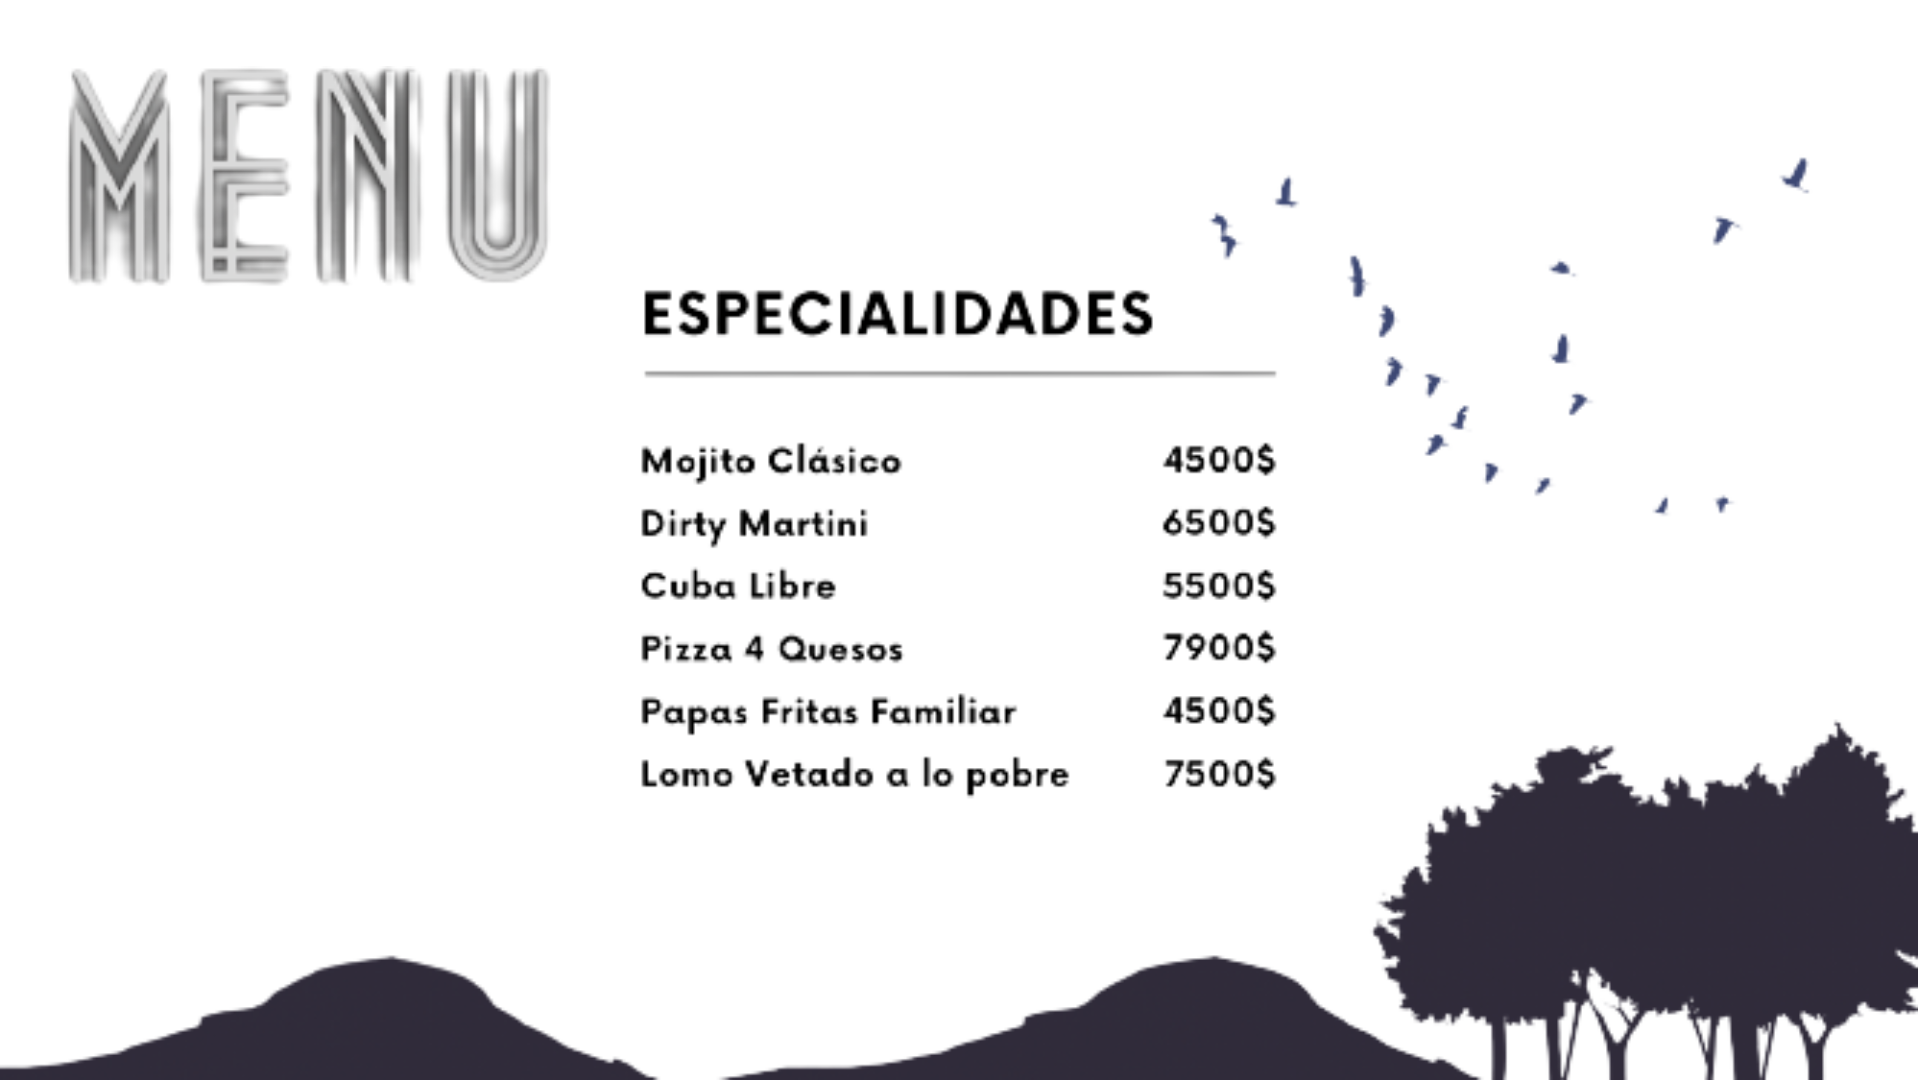 MENU
ESPECIALIDADES
Mojito Clásico 4500$
Dirty Martini 6500$
Cuba Libre 5500$
Pizza 4 Quesos 7900$
Papas Fritas Familiar 4500$
Lomo Vetado a lo pobre 7500$